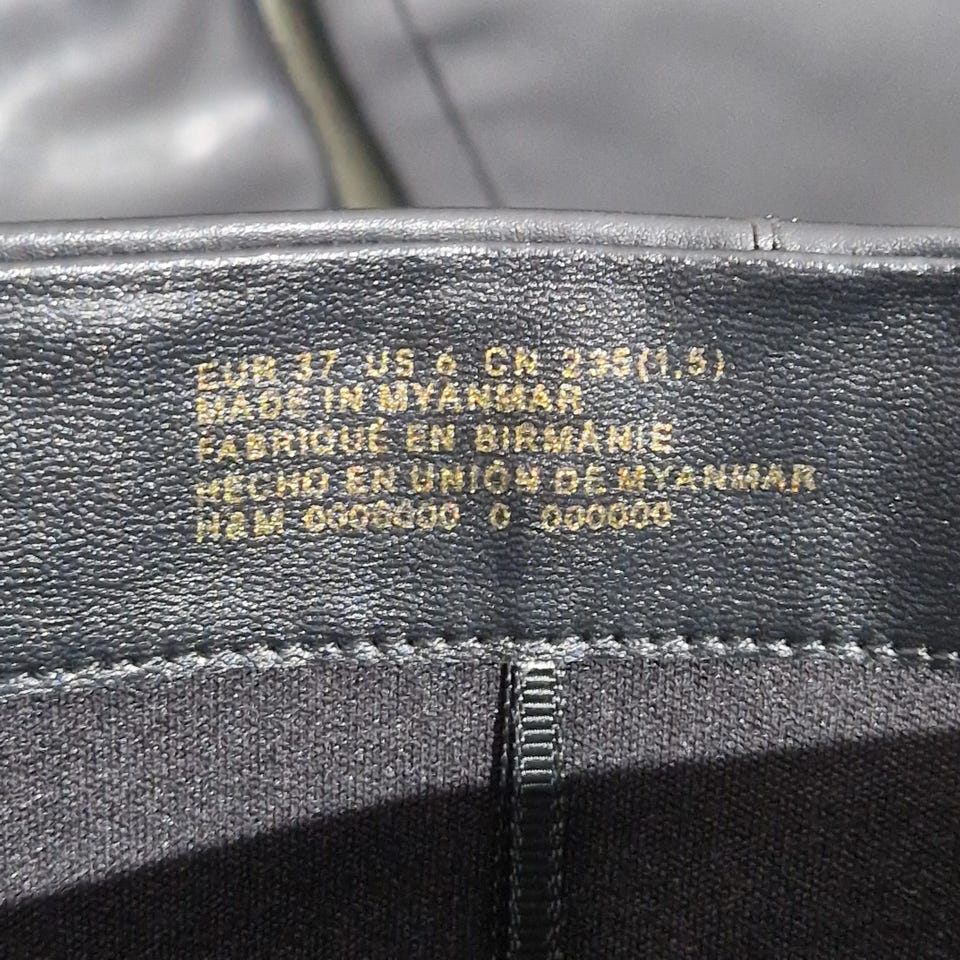 EUR 37 US 6 CN 235(1.5)
MADE IN MYANMAR
FABRIQUÉ EN BIRMANIE
HECHO EN UNIÓN DE MYANMAR
H&M 0000000 0 000000